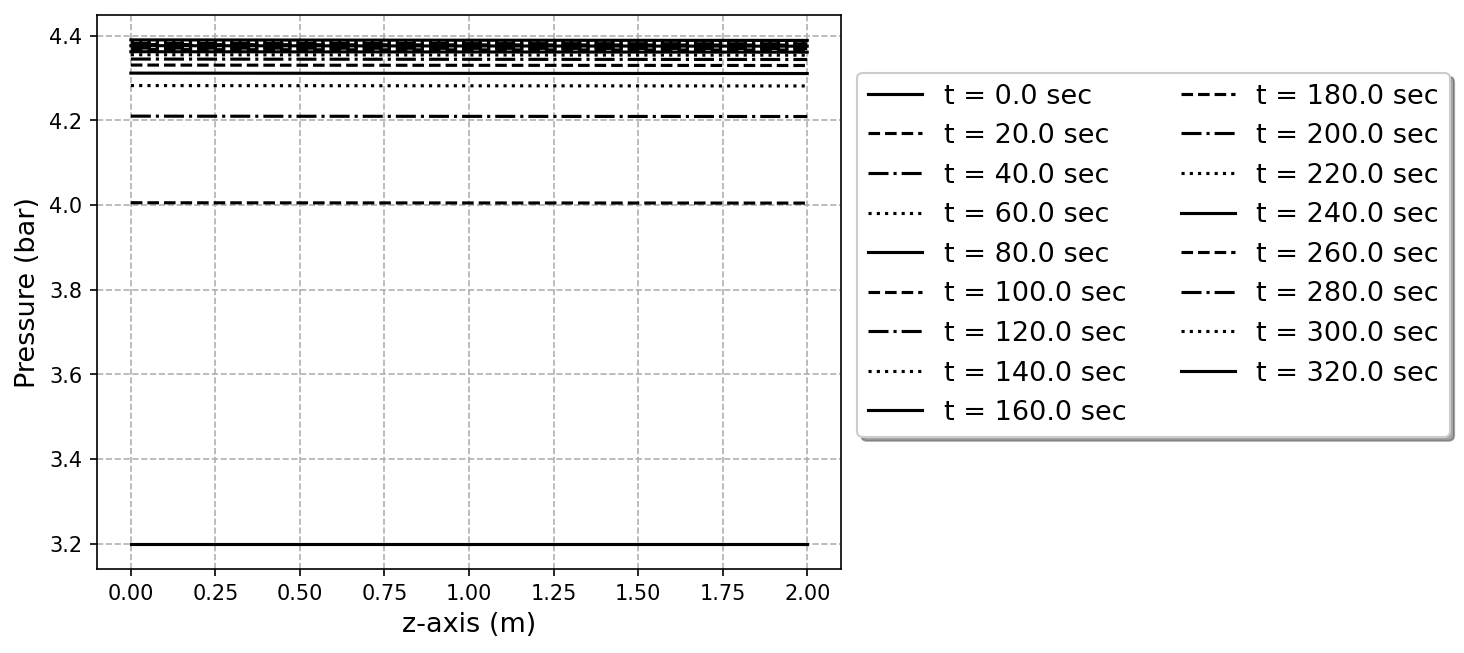 4.4
4.2
4.0
3.8
3.6
3.4
3.2
Pressure (bar)
0.00 0.25 0.50 0.75 1.00 1.25 1.50 1.75 2.00
z-axis (m)
t = 0.0 sec
t = 20.0 sec
t = 40.0 sec
t = 60.0 sec
t = 80.0 sec
t = 100.0 sec
t = 120.0 sec
t = 140.0 sec
t = 160.0 sec
t = 180.0 sec
t = 200.0 sec
t = 220.0 sec
t = 240.0 sec
t = 260.0 sec
t = 280.0 sec
t = 300.0 sec
t = 320.0 sec